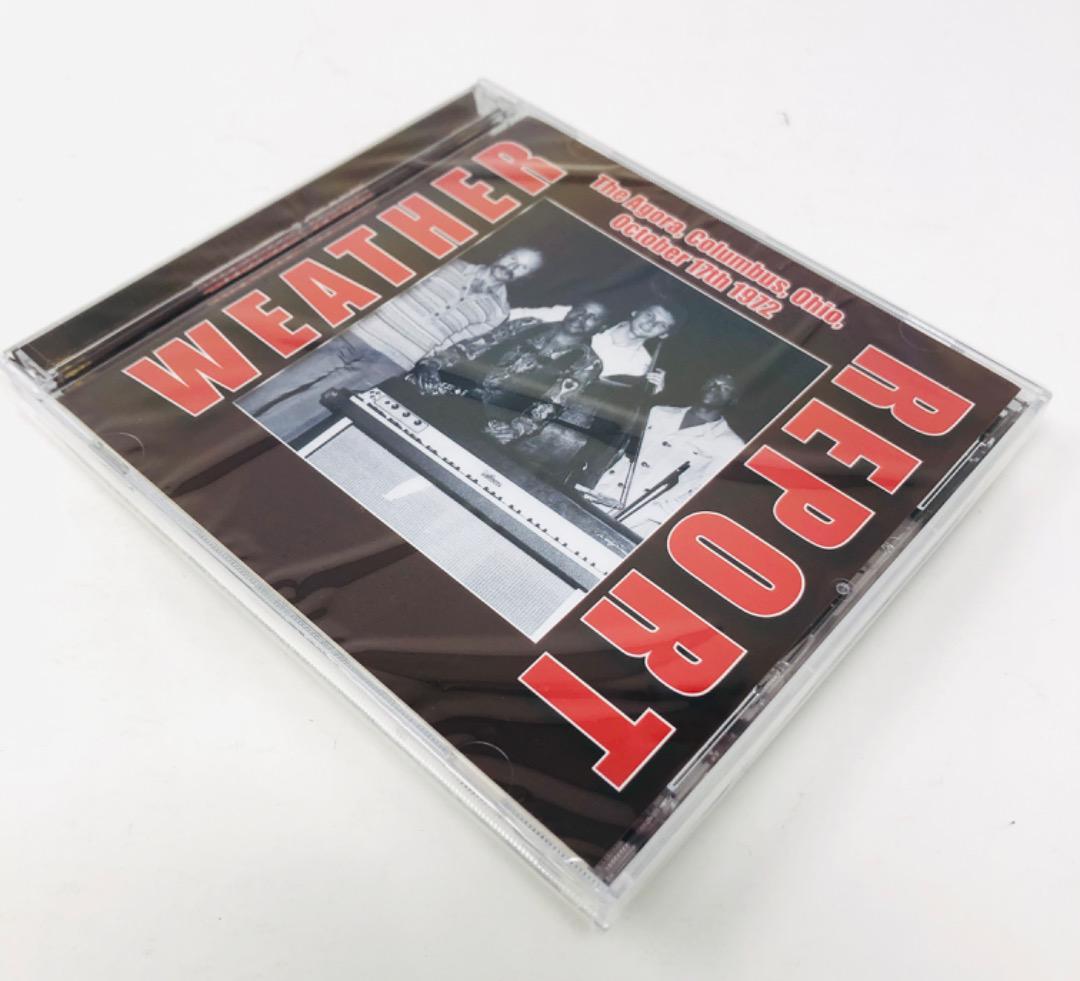 WEATHER
The Agora, Columbus, Ohio,
October 17th 1972
REPORT